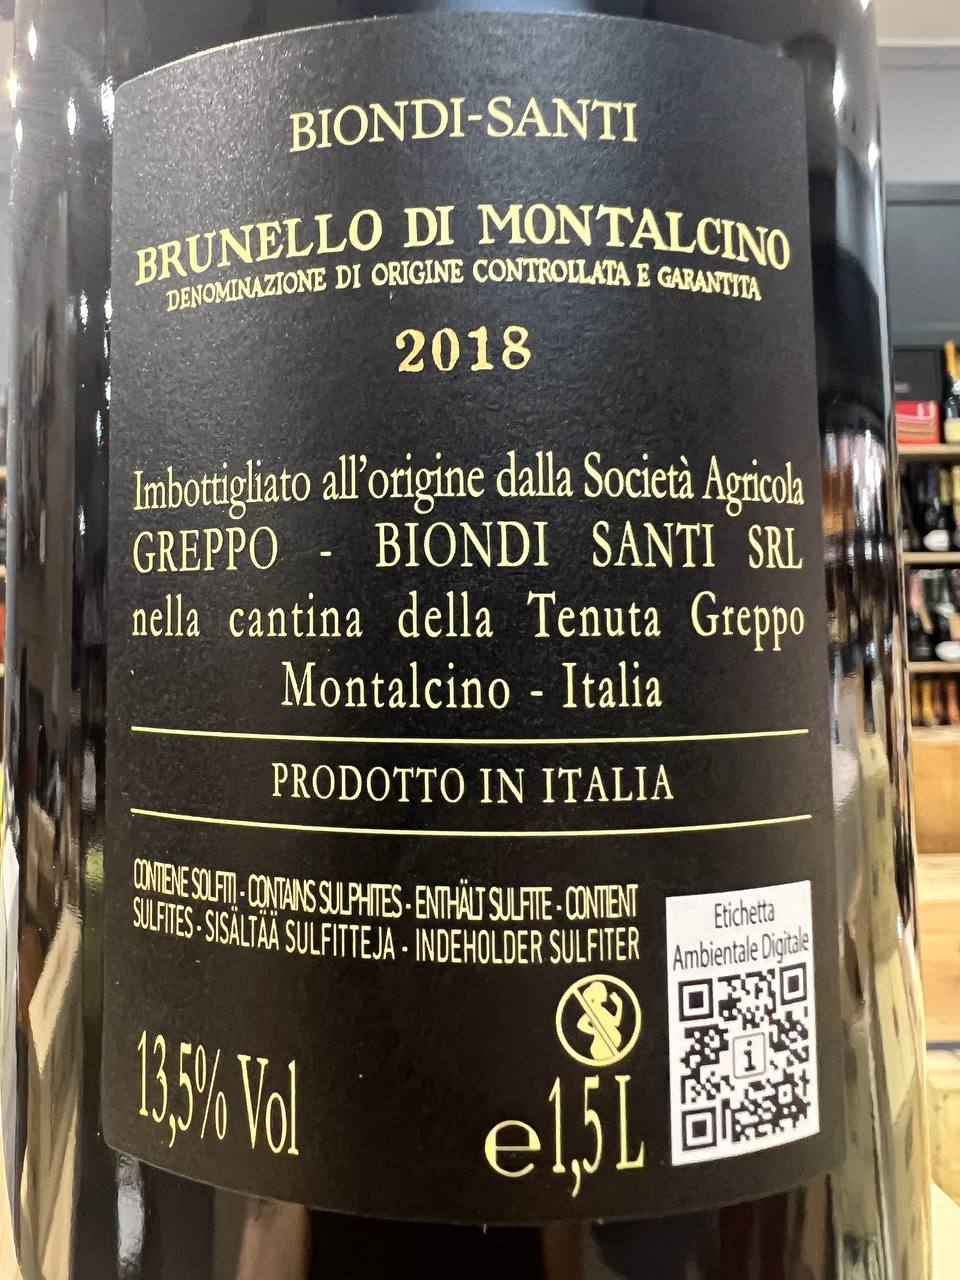 BIONDI-SANTI
BRUNELLO DI MONTALCINO
DENOMINAZIONE DI ORIGINE CONTROLLATA E GARANTITA
2018
Imbottigliato all'origine dalla Società Agricola
GREPPO - BIONDI SANTI SRL
nella cantina della Tenuta Greppo
Montalcino - Italia
PRODOTTO IN ITALIA
CONTIENE SOLFITI - CONTAINS SULPHITES - ENTHÄLT SULFITE - CONTIENT
SULFITES - SISÄLTÄÄ SULFITTEJA - INDEHOLDER SULFITER
Etichetta
Ambientale Digitale
i
13,5% Vol
e 1,5 L